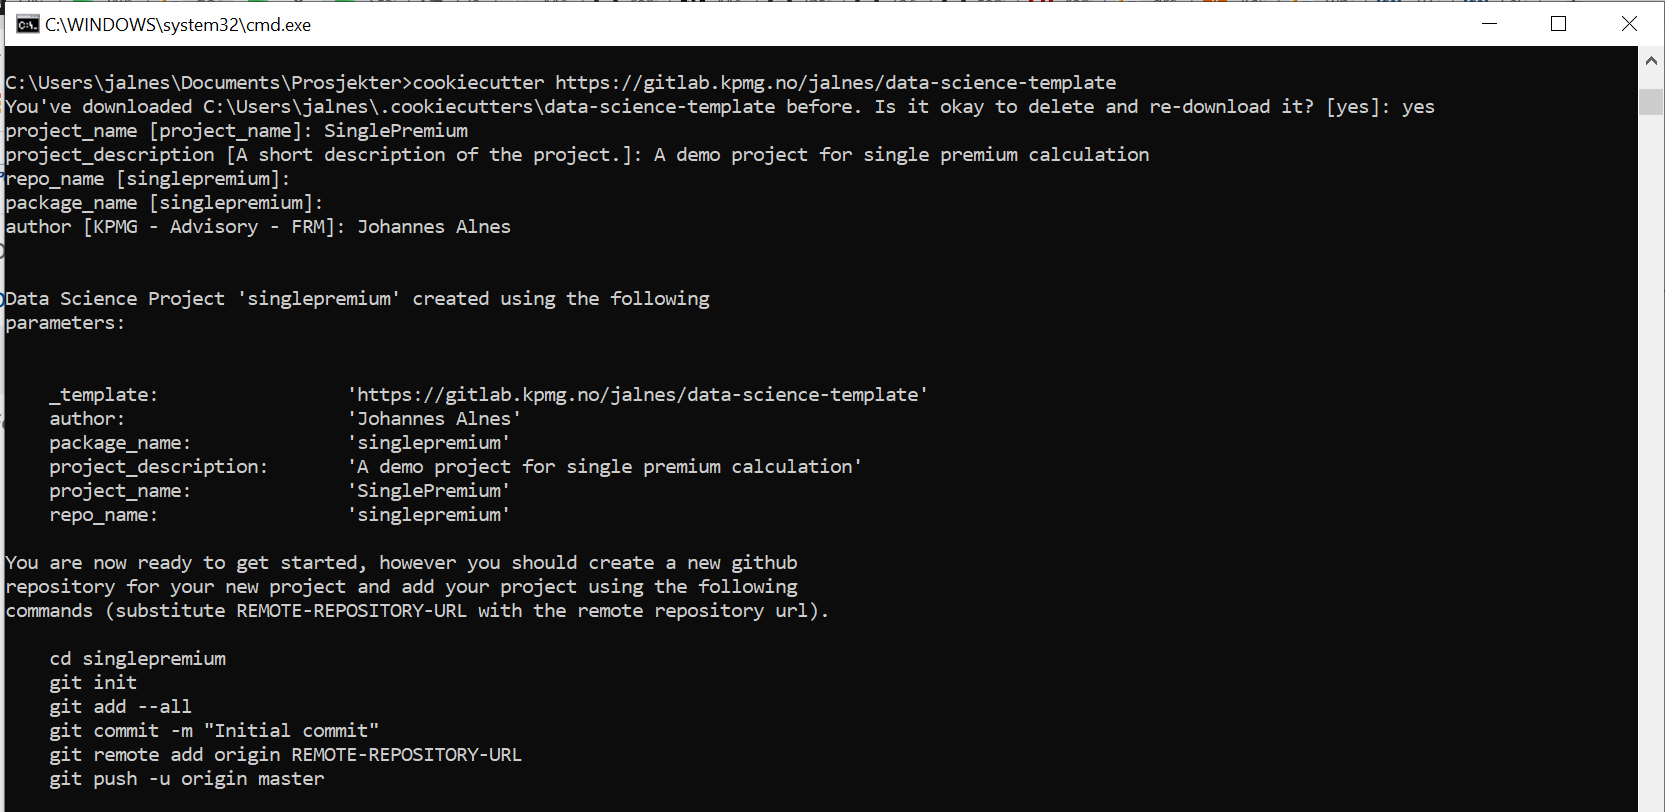 C:\WINDOWS\system32\cmd.exe
C:\Users\jalnes\Documents\Prosjekter>cookiecutter https://gitlab.kpmg.no/jalnes/data-science-template
You've downloaded C:\Users\jalnes\.cookiecutters\data-science-template before. Is it okay to delete and re-download it? [yes]: yes
project_name [project_name]: SinglePremium
project_description [A short description of the project.]: A demo project for single premium calculation
repo_name [singlepremium]:
package_name [singlepremium]:
author [KPMG - Advisory - FRM]: Johannes Alnes
Data Science Project 'singlepremium' created using the following
parameters:
_template: 'https://gitlab.kpmg.no/jalnes/data-science-template'
author: 'Johannes Alnes'
package_name: 'singlepremium'
project_description: 'A demo project for single premium calculation'
project_name: 'SinglePremium'
repo_name: 'singlepremium'
You are now ready to get started, however you should create a new github
repository for your new project and add your project using the following
commands (substitute REMOTE-REPOSITORY-URL with the remote repository url).
cd singlepremium
git init
git add --all
git commit -m "Initial commit"
git remote add origin REMOTE-REPOSITORY-URL
git push -u origin master